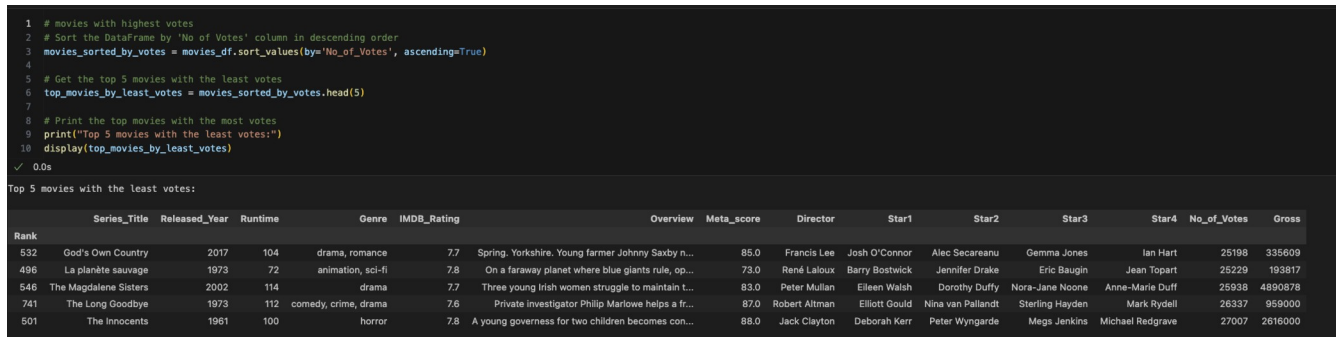 1 # movies with highest votes
2 # Sort the DataFrame by 'No of Votes' column in descending order
3 movies_sorted_by_votes = movies_df.sort_values(by='No_of_Votes', ascending=True)
4
5 # Get the top 5 movies with the least votes
6 top_movies_by_least_votes = movies_sorted_by_votes.head(5)
7
8 # Print the top movies with the most votes
9 print("Top 5 movies with the least votes:")
10 display(top_movies_by_least_votes)
✓ 0.0s
Top 5 movies with the least votes:
Series_Title Released_Year Runtime Genre IMDB_Rating Overview Meta_score Director Star1 Star2 Star3 Star4 No_of_Votes Gross
Rank
532 God's Own Country 2017 104 drama, romance 7.7 Spring. Yorkshire. Young farmer Johnny Saxby n... 85.0 Francis Lee Josh O'Connor Alec Secareanu Gemma Jones Ian Hart 25198 335609
496 La planète sauvage 1973 72 animation, sci-fi 7.8 On a faraway planet where blue giants rule, op... 73.0 René Laloux Barry Bostwick Jennifer Drake Eric Baugin Jean Topart 25229 193817
546 The Magdalene Sisters 2002 114 drama 7.7 Three young Irish women struggle to maintain t... 83.0 Peter Mullan Eileen Walsh Dorothy Duffy Nora-Jane Noone Anne-Marie Duff 25938 4890878
741 The Long Goodbye 1973 112 comedy, crime, drama 7.6 Private investigator Philip Marlowe helps a fr... 87.0 Robert Altman Elliott Gould Nina van Pallandt Sterling Hayden Mark Rydell 26337 959000
501 The Innocents 1961 100 horror 7.8 A young governess for two children becomes con... 88.0 Jack Clayton Deborah Kerr Peter Wyngarde Megs Jenkins Michael Redgrave 27007 2616000